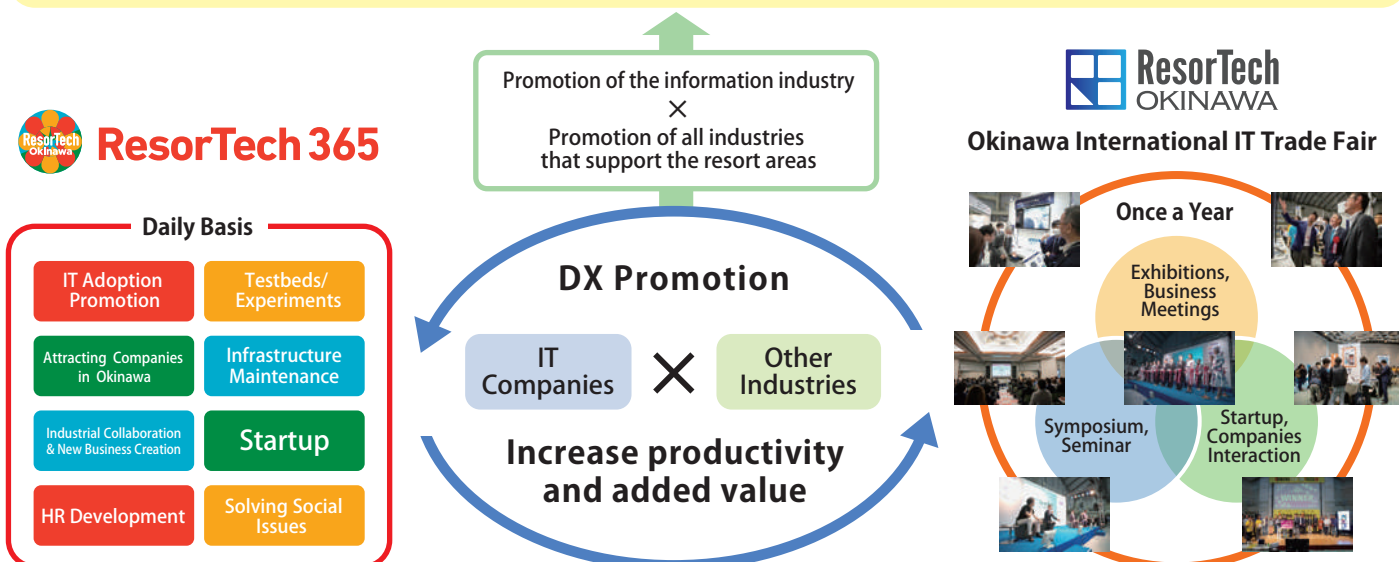 Promotion of the information industry
×
Promotion of all industries
that support the resort areas
ResorTech
Okinawa
ResorTech 365
Daily Basis
IT Adoption
Promotion
Testbeds/
Experiments
Attracting Companies
in Okinawa
Infrastructure
Maintenance
Industrial Collaboration
& New Business Creation
Startup
HR Development
Solving Social
Issues
DX Promotion
IT
Companies
×
Other
Industries
Increase productivity
and added value
ResorTech
OKINAWA
Okinawa International IT Trade Fair
Once a Year
Exhibitions,
Business
Meetings
Symposium,
Seminar
Startup,
Companies
Interaction
WINNER